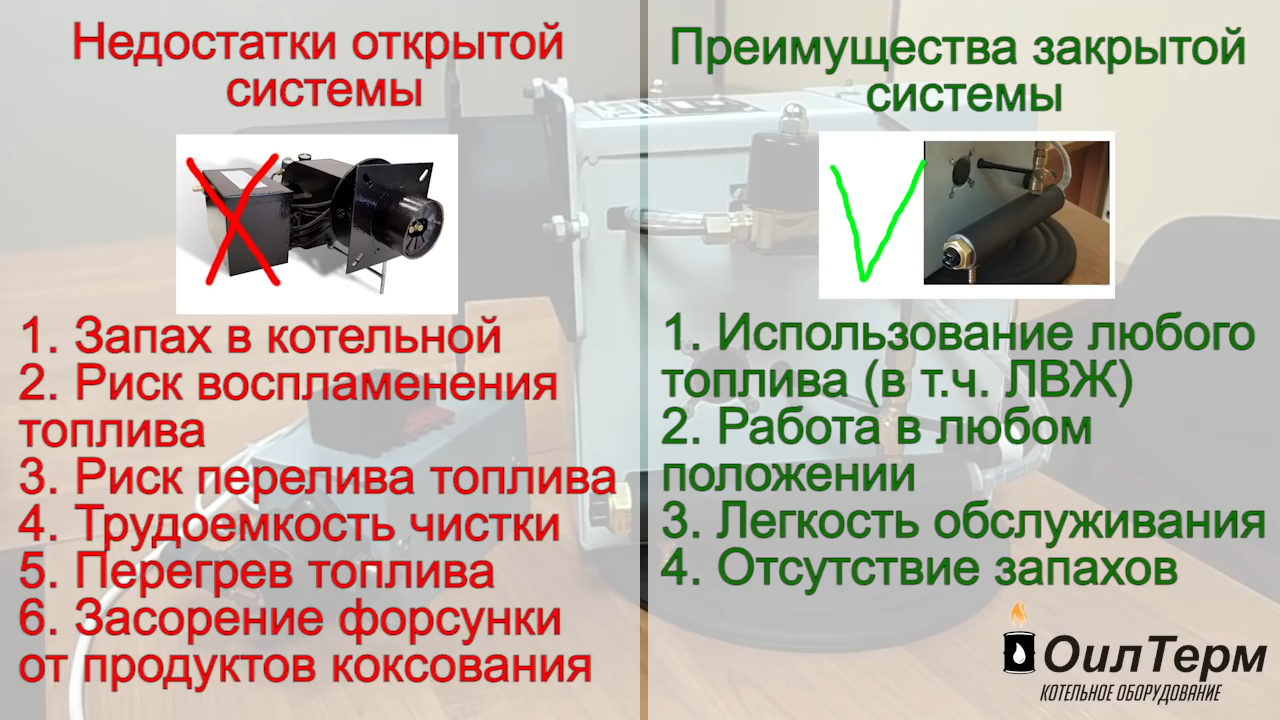 Недостатки открытой
системы
1. Запах в котельной
2. Риск воспламенения
топлива
3. Риск перелива топлива
4. Трудоемкость чистки
5. Перегрев топлива
6. Засорение форсунки
от продуктов коксования
Преимущества закрытой
системы
1. Использование любого
топлива (в т.ч. ЛВЖ)
2. Работа в любом
положении
3. Легкость обслуживания
4. Отсутствие запахов
ОилТерм
КОТЕЛЬНОЕ ОБОРУДОВАНИЕ